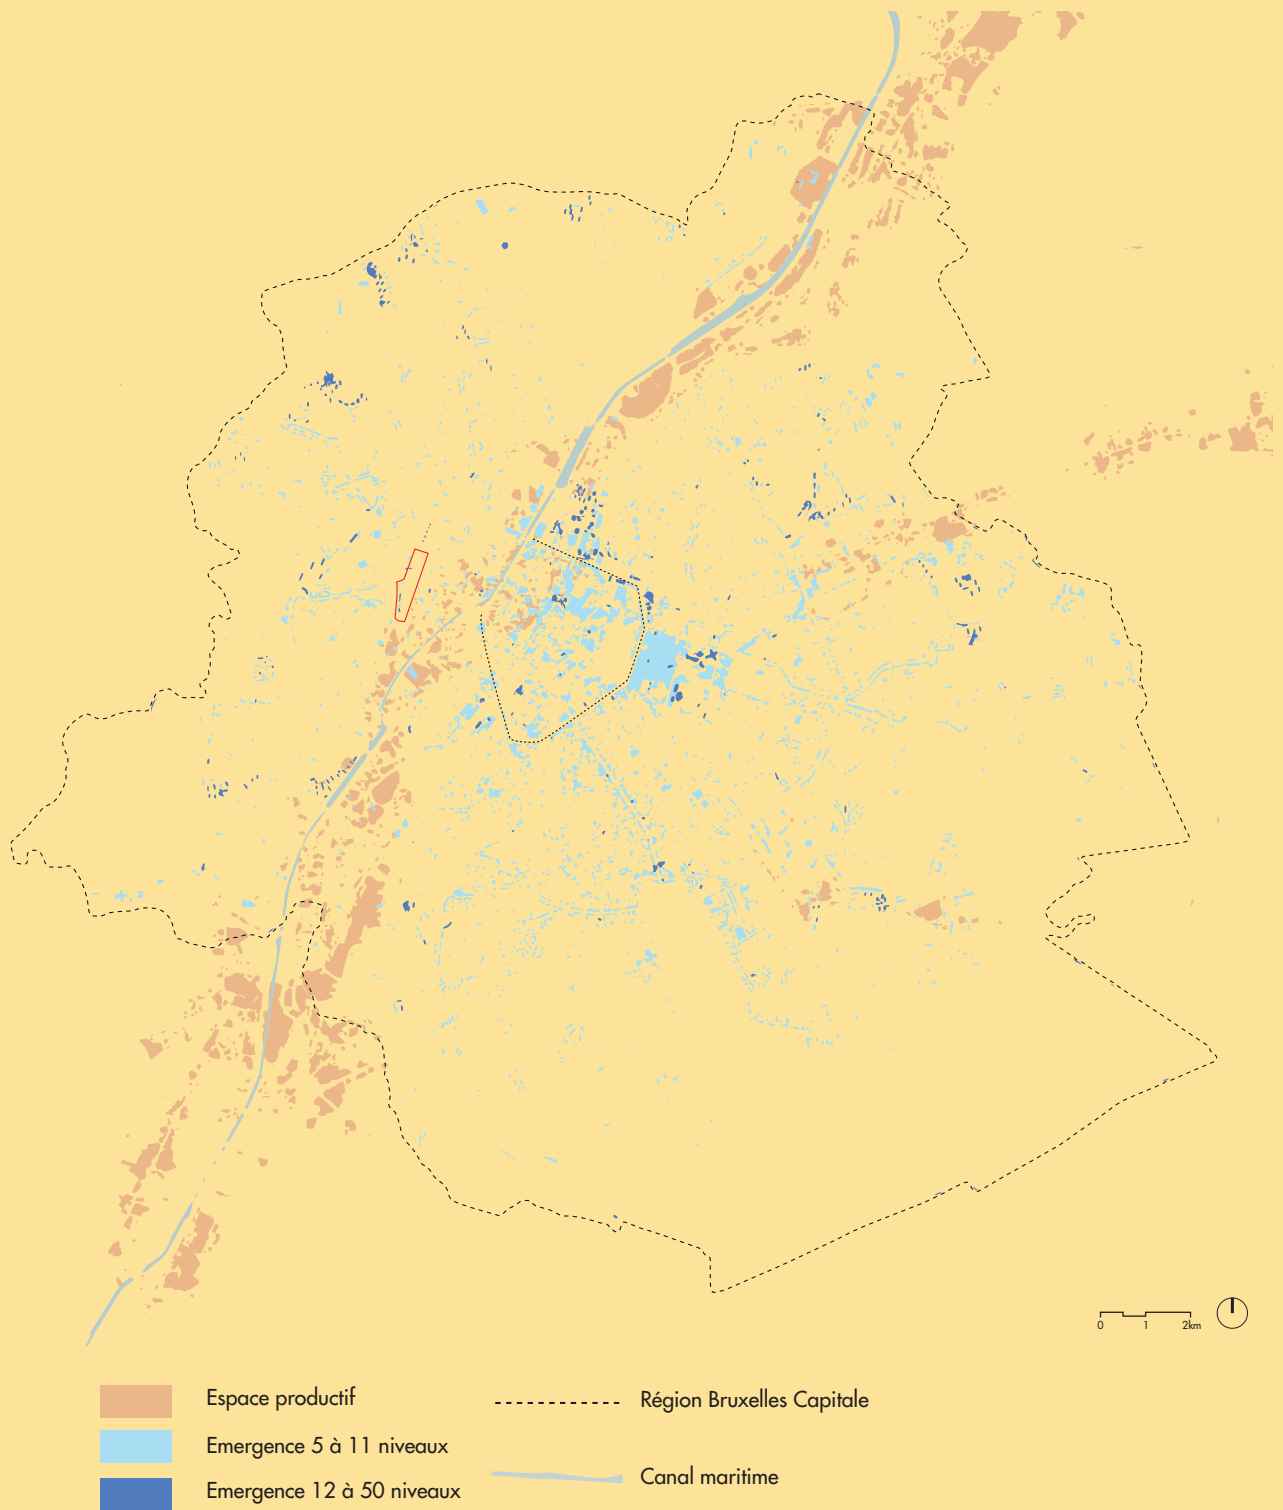 0 1 2km
Espace productif
Région Bruxelles Capitale
Emergence 5 à 11 niveaux
Canal maritime
Emergence 12 à 50 niveaux